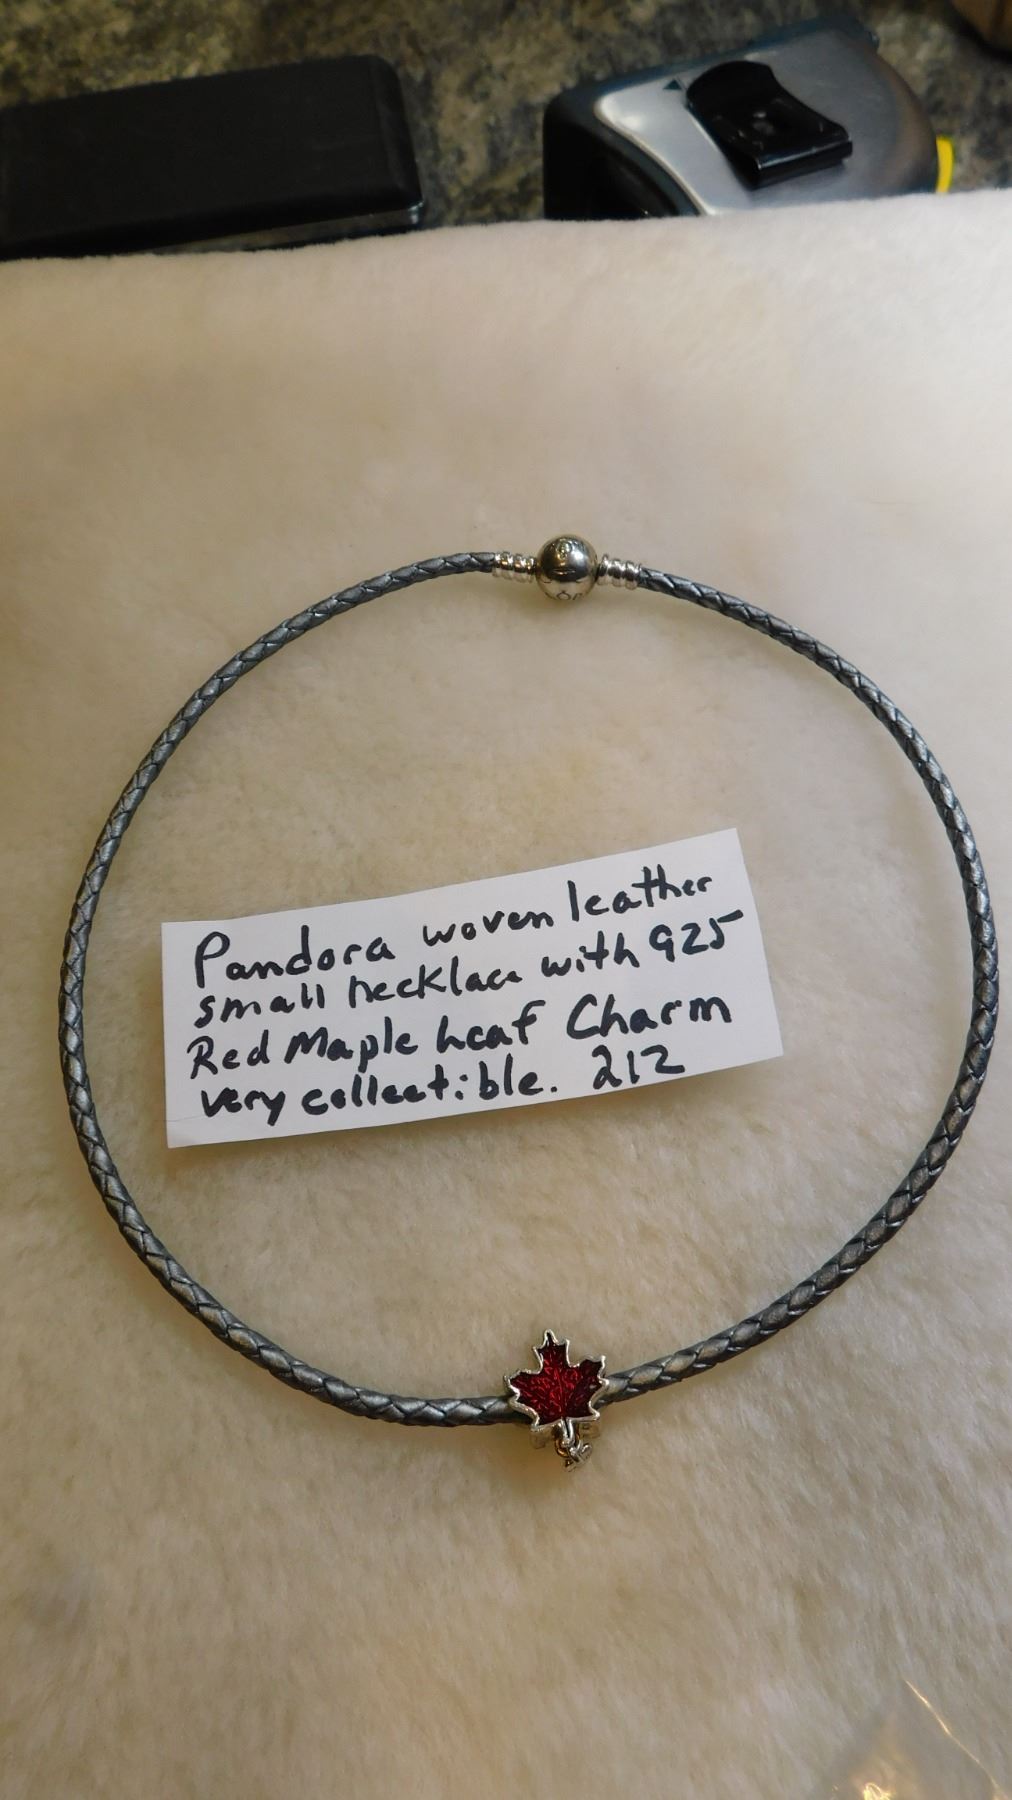 Pandora woven leather
small necklace with 925
Red Maple Leaf Charm
very collectible. 212